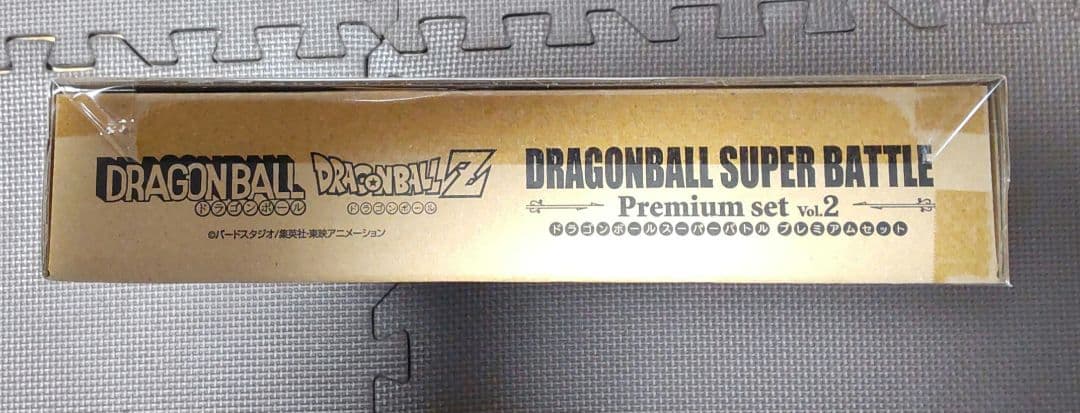 DRAGONBALL
ドラゴンボール
DRAGONBALL Z
ドラゴンボール
©バードスタジオ/集英社・東映アニメーション
DRAGONBALL SUPER BATTLE
Premium set Vol.2
ドラゴンボールスーパーバトル プレミアムセット